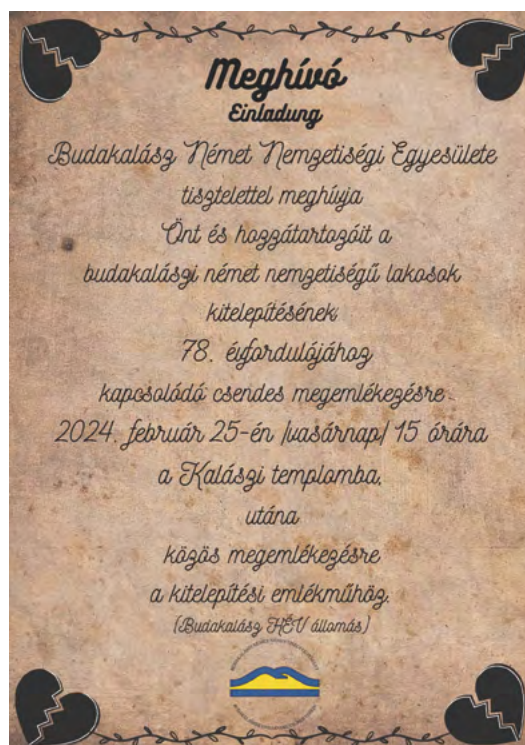 Meghívó
Einladung
Budakalász Német Nemzetiségi Egyesülete
tisztelettel meghívja
Önt és hozzátartozóit a
budakalászi német nemzetiségű lakosok
kitelepítésének
78. évfordulójához
kapcsolódó csendes megemlékezésre
2024. február 25-én /vasárnap/ 15 órára
a Kalászi templomba,
utána
közös megemlékezésre
a kitelepítési emlékműhöz.
(Budakalász HÉV állomás)